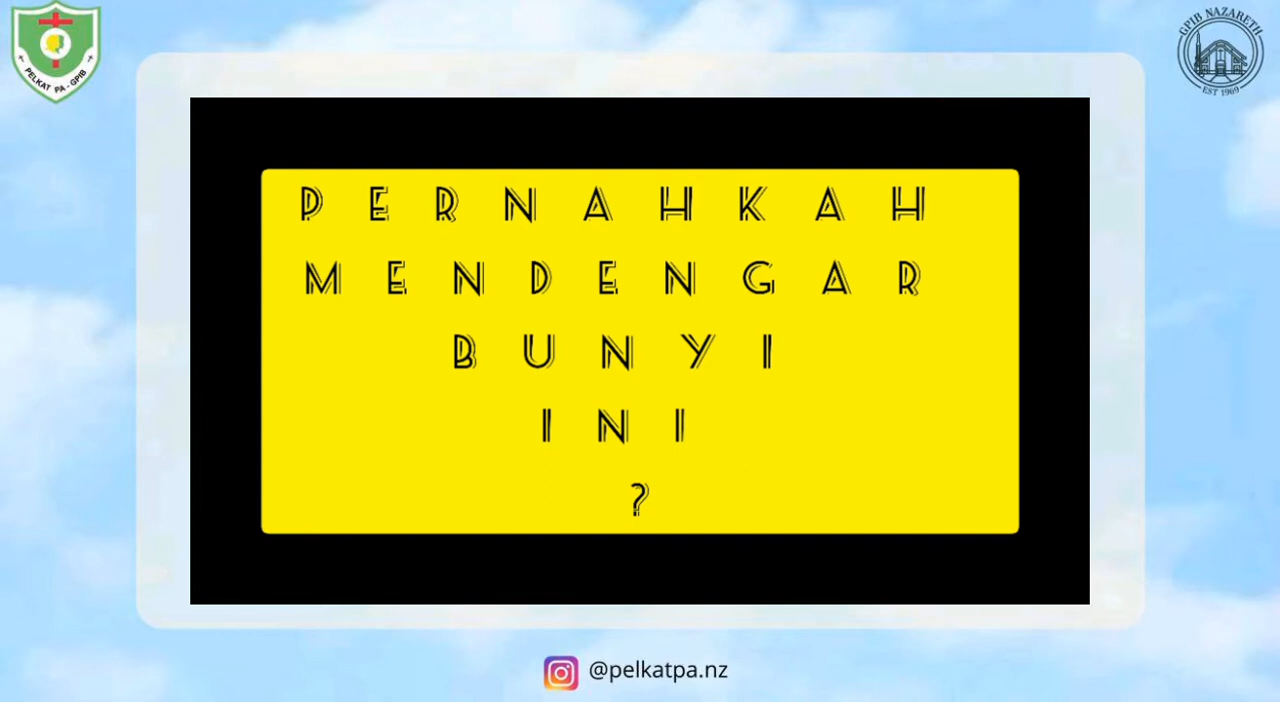 PELKAT PA - GPIB
GPIB NAZARETH
EST 1969
PERNAHKAH
MENDENGAR
BUNYI
INI
?
@pelkatpa.nz